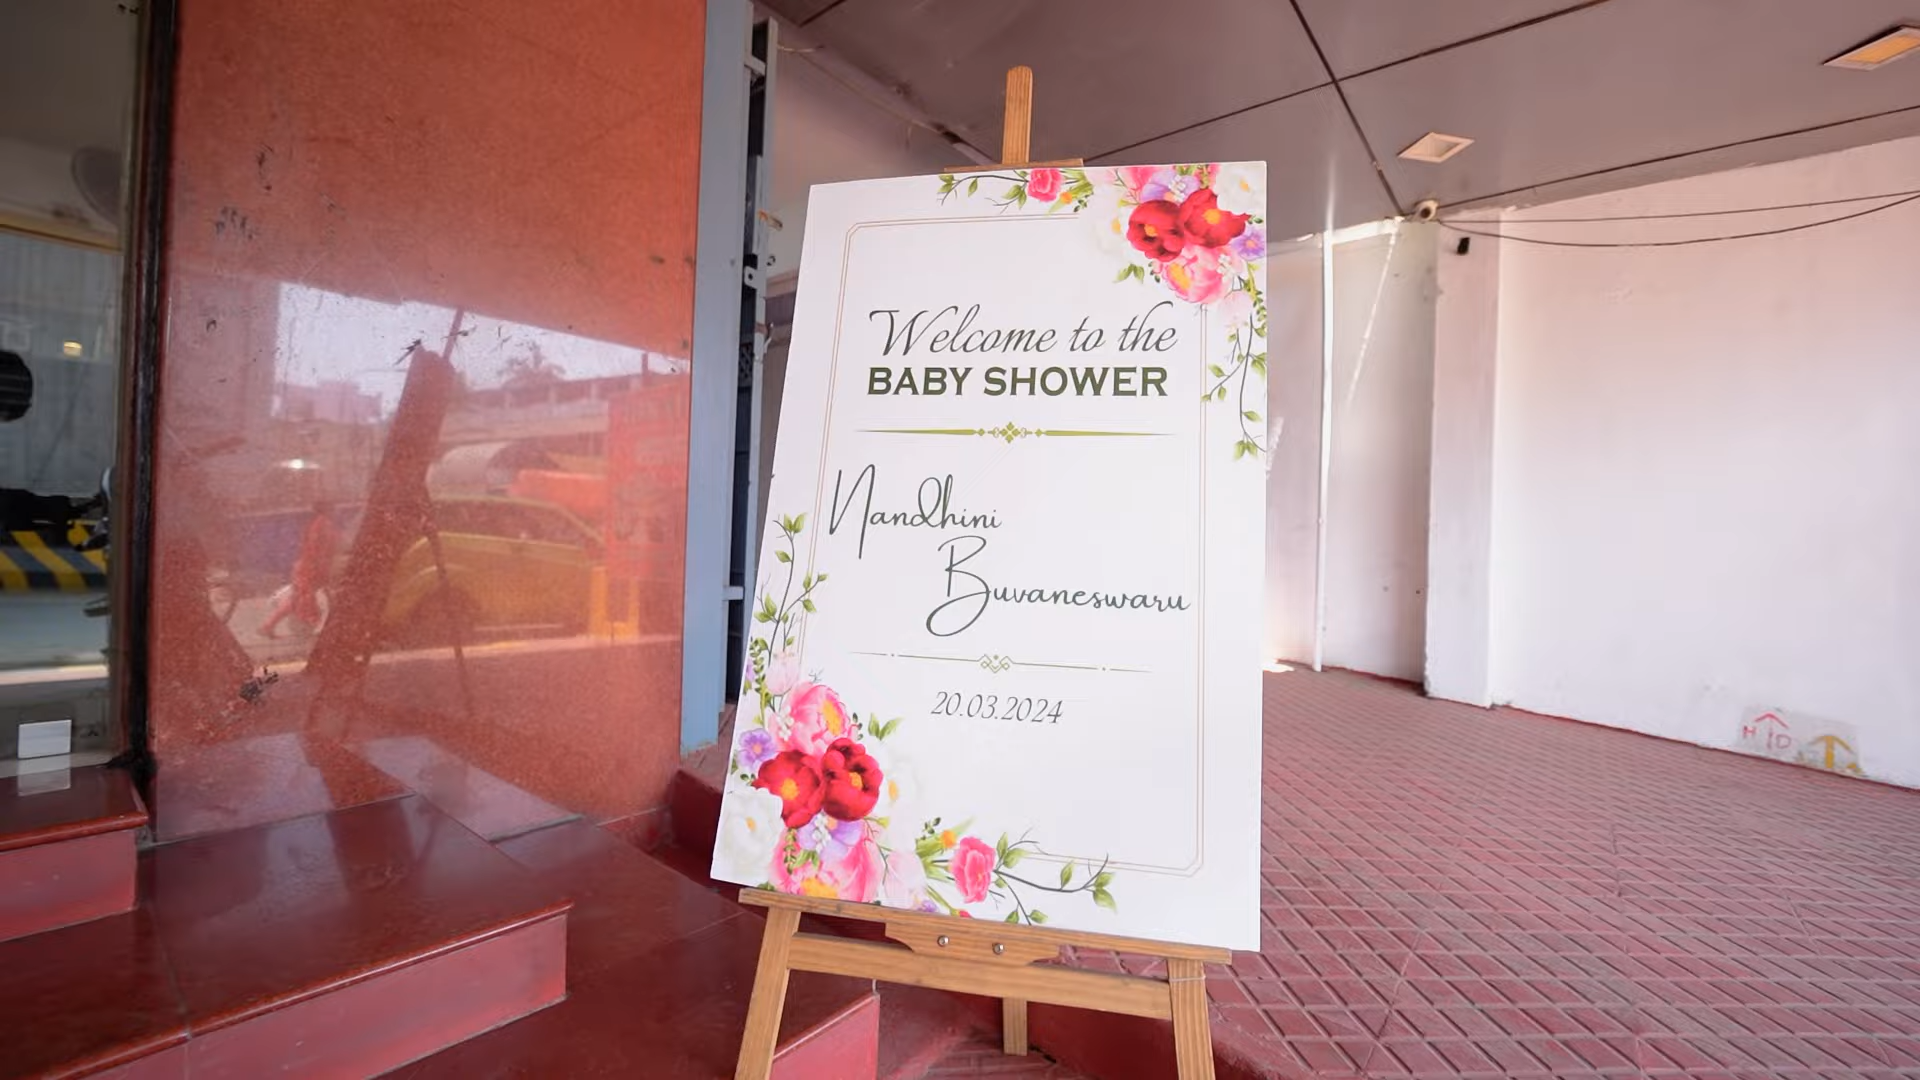 Welcome to the
BABY SHOWER
Nandhini
Buvaneswaru
20.03.2024
H D